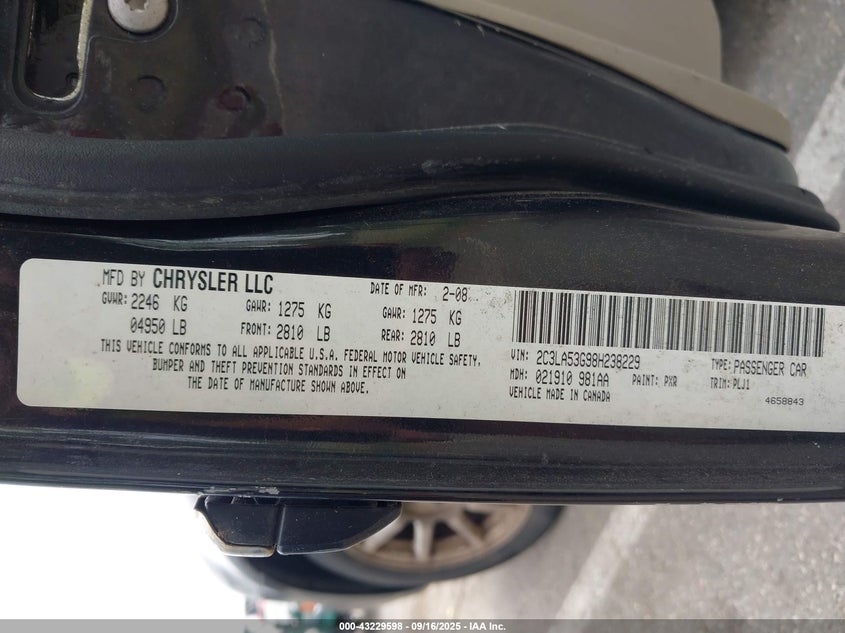 MFD BY CHRYSLER LLC DATE OF MFR: 2-08
GVWR: 2246 KG GAWR: 1275 KG GAWR: 1275 KG
04950 LB FRONT: 2810 LB REAR: 2810 LB
THIS VEHICLE CONFORMS TO ALL APPLICABLE U.S.A. FEDERAL MOTOR VEHICLE SAFETY,
BUMPER AND THEFT PREVENTION STANDARDS IN EFFECT ON
THE DATE OF MANUFACTURE SHOWN ABOVE.
VIN: 2C3LA53G98H238229 TYPE: PASSENGER CAR
MDH: 021910 981AA PAINT: PXR TRIM: PLJ1
VEHICLE MADE IN CANADA 4658843
000-43229598 - 09/16/2025 - IAA Inc.